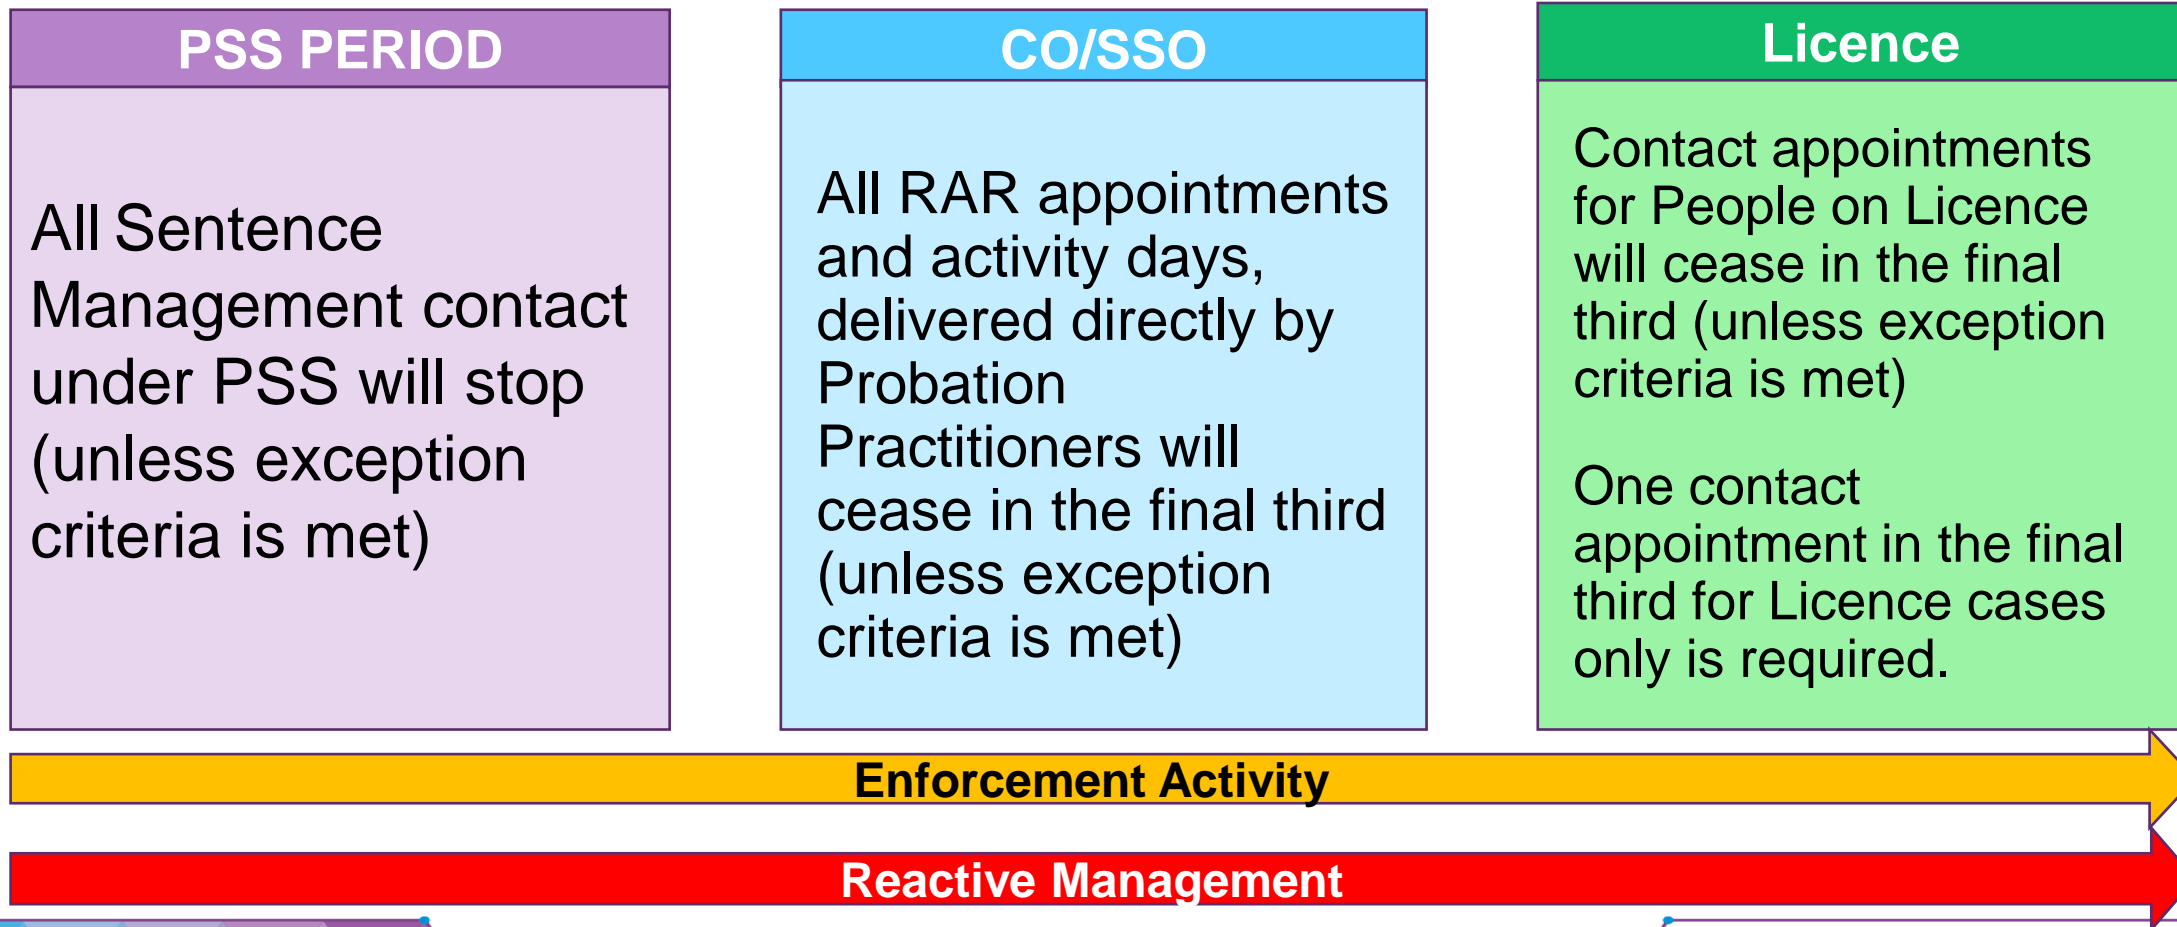 PSS PERIOD
All Sentence
Management contact
under PSS will stop
(unless exception
criteria is met)
CO/SSO
All RAR appointments
and activity days,
delivered directly by
Probation
Practitioners will
cease in the final third
(unless exception
criteria is met)
Licence
Contact appointments
for People on Licence
will cease in the final
third (unless exception
criteria is met)
One contact
appointment in the final
third for Licence cases
only is required.
Enforcement Activity
Reactive Management